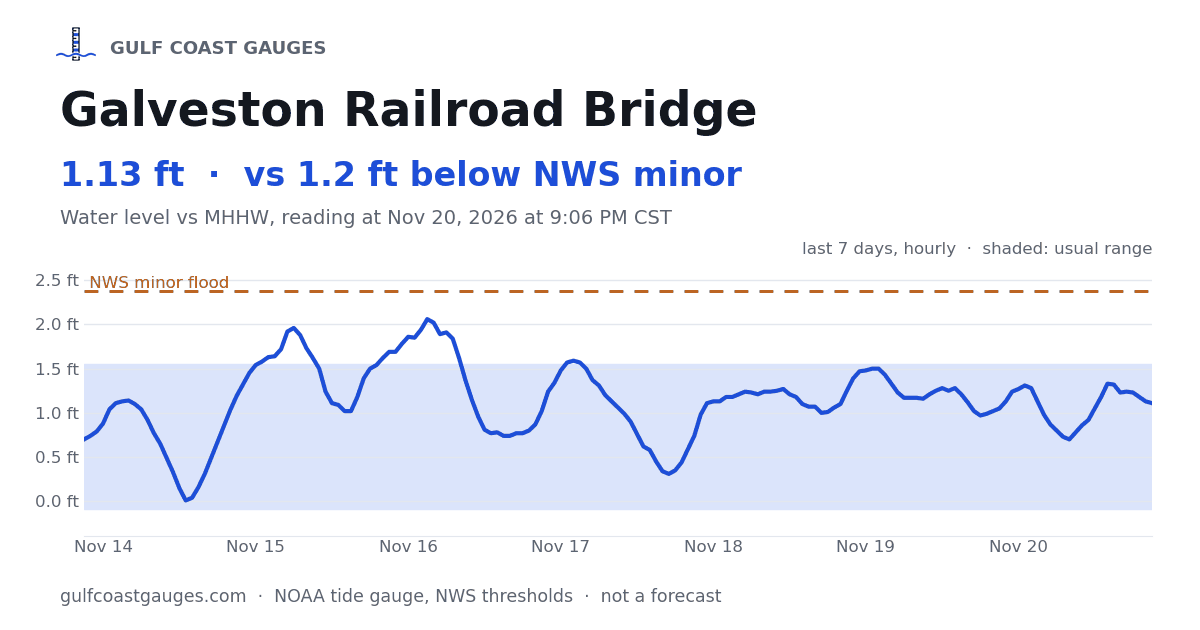 GULF COAST GAUGES
Galveston Railroad Bridge
1.13 ft · vs 1.2 ft below NWS minor
Water level vs MHHW, reading at Nov 20, 2026 at 9:06 PM CST
last 7 days, hourly · shaded: usual range
2.5 ft
NWS minor flood
2.0 ft
1.5 ft
1.0 ft
0.5 ft
0.0 ft
Nov 14 Nov 15 Nov 16 Nov 17 Nov 18 Nov 19 Nov 20
gulfcoastgauges.com · NOAA tide gauge, NWS thresholds · not a forecast